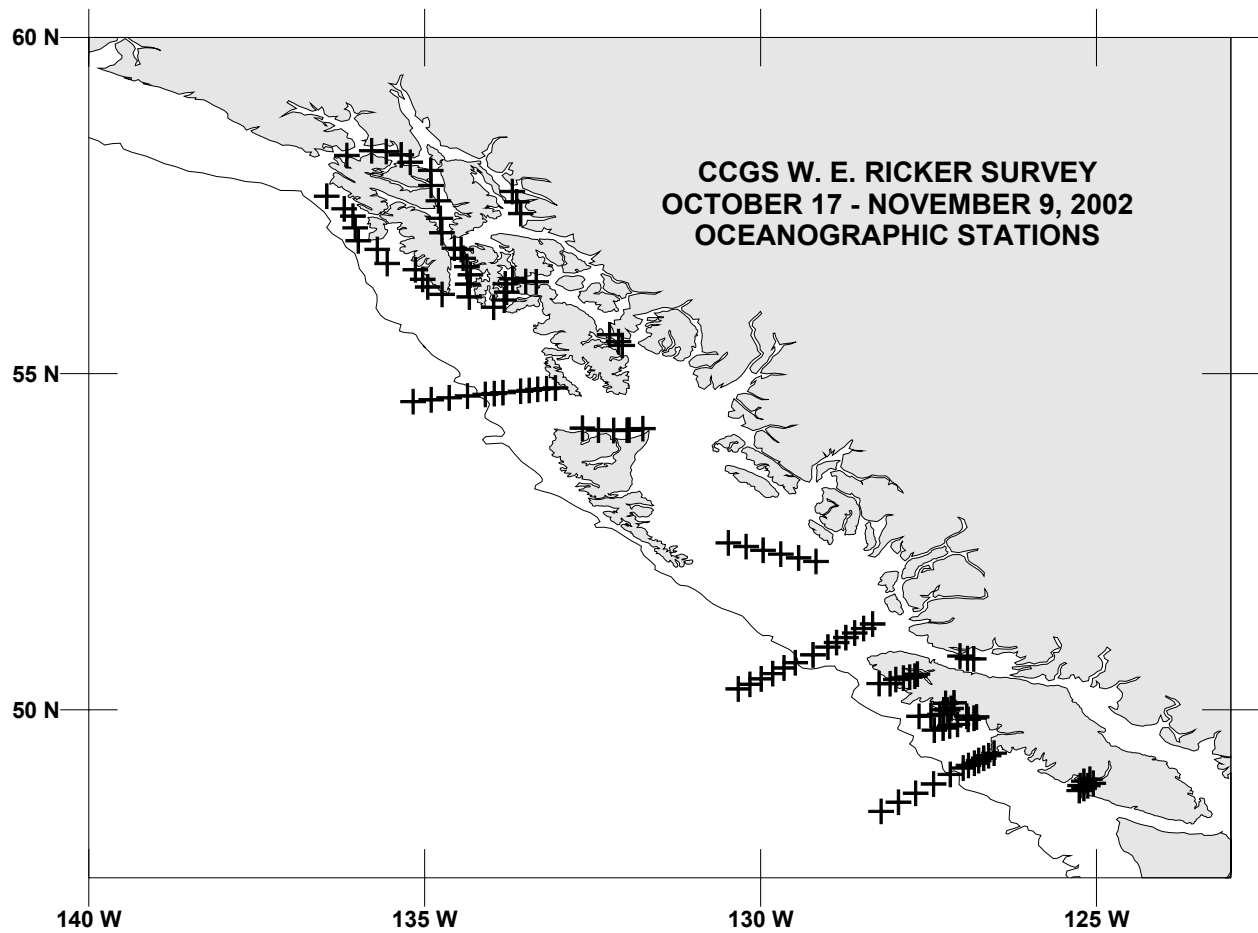 60 N
CCGS W. E. RICKER SURVEY
OCTOBER 17 - NOVEMBER 9, 2002
OCEANOGRAPHIC STATIONS
55 N
50 N
140 W
135 W
130 W
125 W